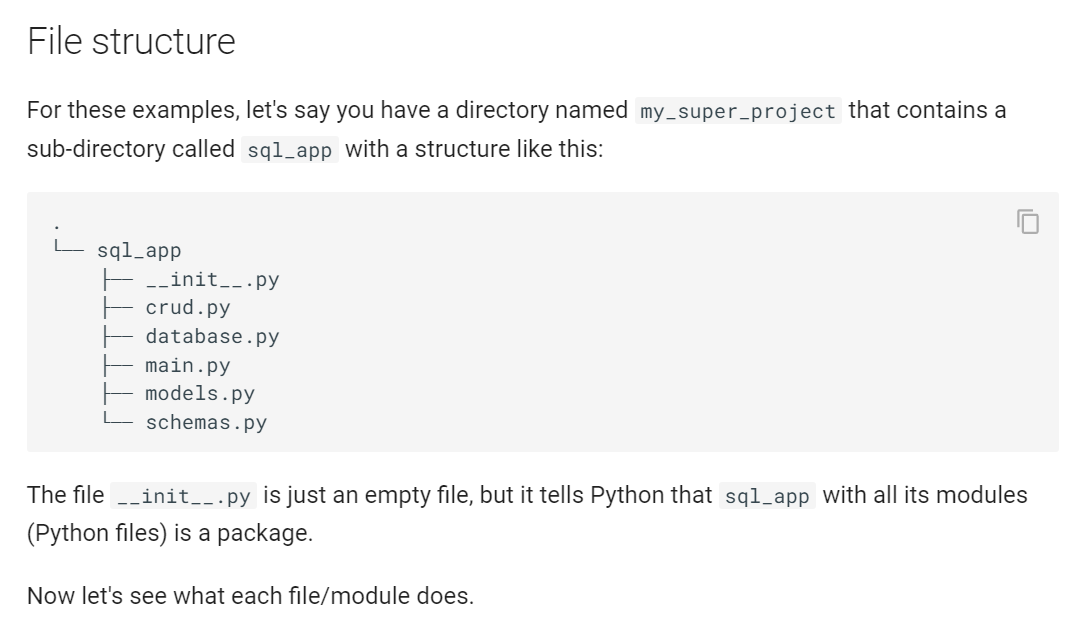 File structure
For these examples, let's say you have a directory named my_super_project that contains a
sub-directory called sql_app with a structure like this:
.
└── sql_app
    ├── __init__.py
    ├── crud.py
    ├── database.py
    ├── main.py
    ├── models.py
    └── schemas.py
The file __init__.py is just an empty file, but it tells Python that sql_app with all its modules
(Python files) is a package.
Now let's see what each file/module does.